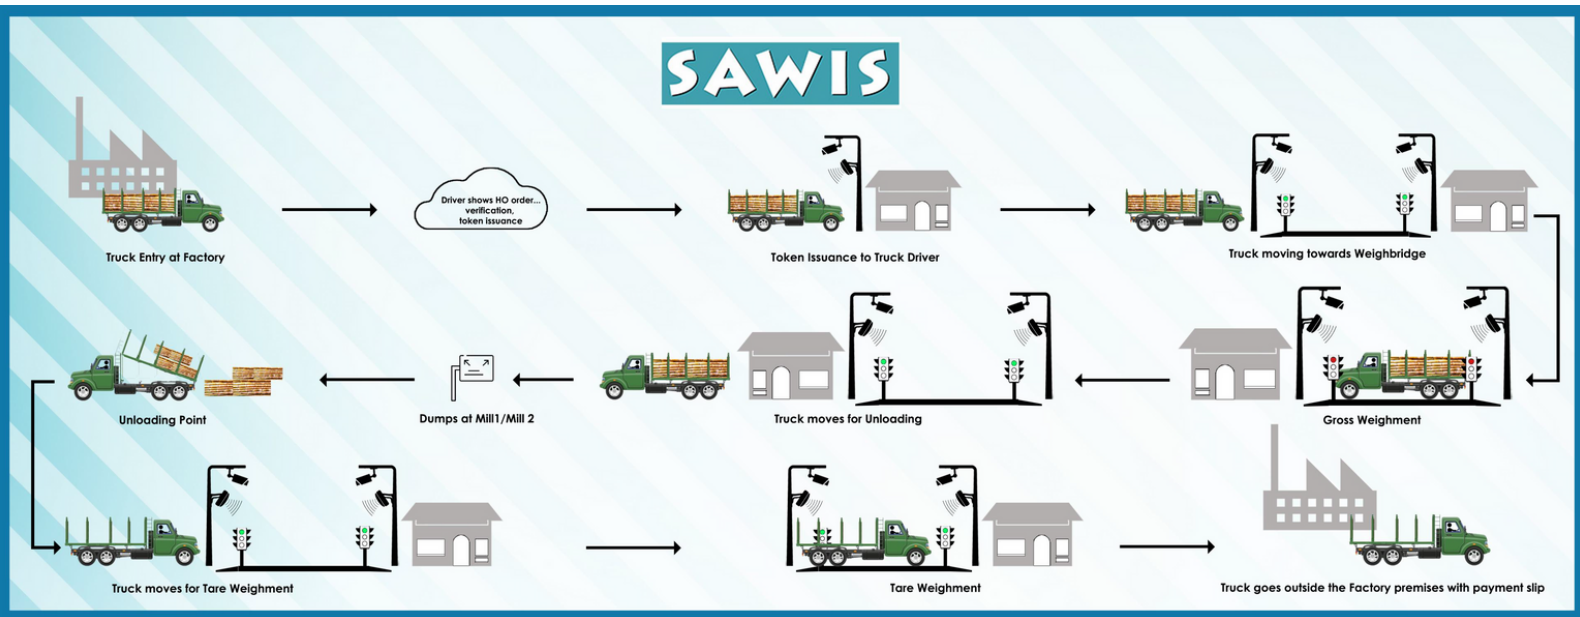 SAWIS
Driver shows HO order...
verification,
token issuance
Truck Entry at Factory
Token Issuance to Truck Driver
Truck moving towards Weighbridge
Unloading Point
Dumps at Mill1/Mill 2
Truck moves for Unloading
Gross Weighment
Truck moves for Tare Weighment
Tare Weighment
Truck goes outside the Factory premises with payment slip